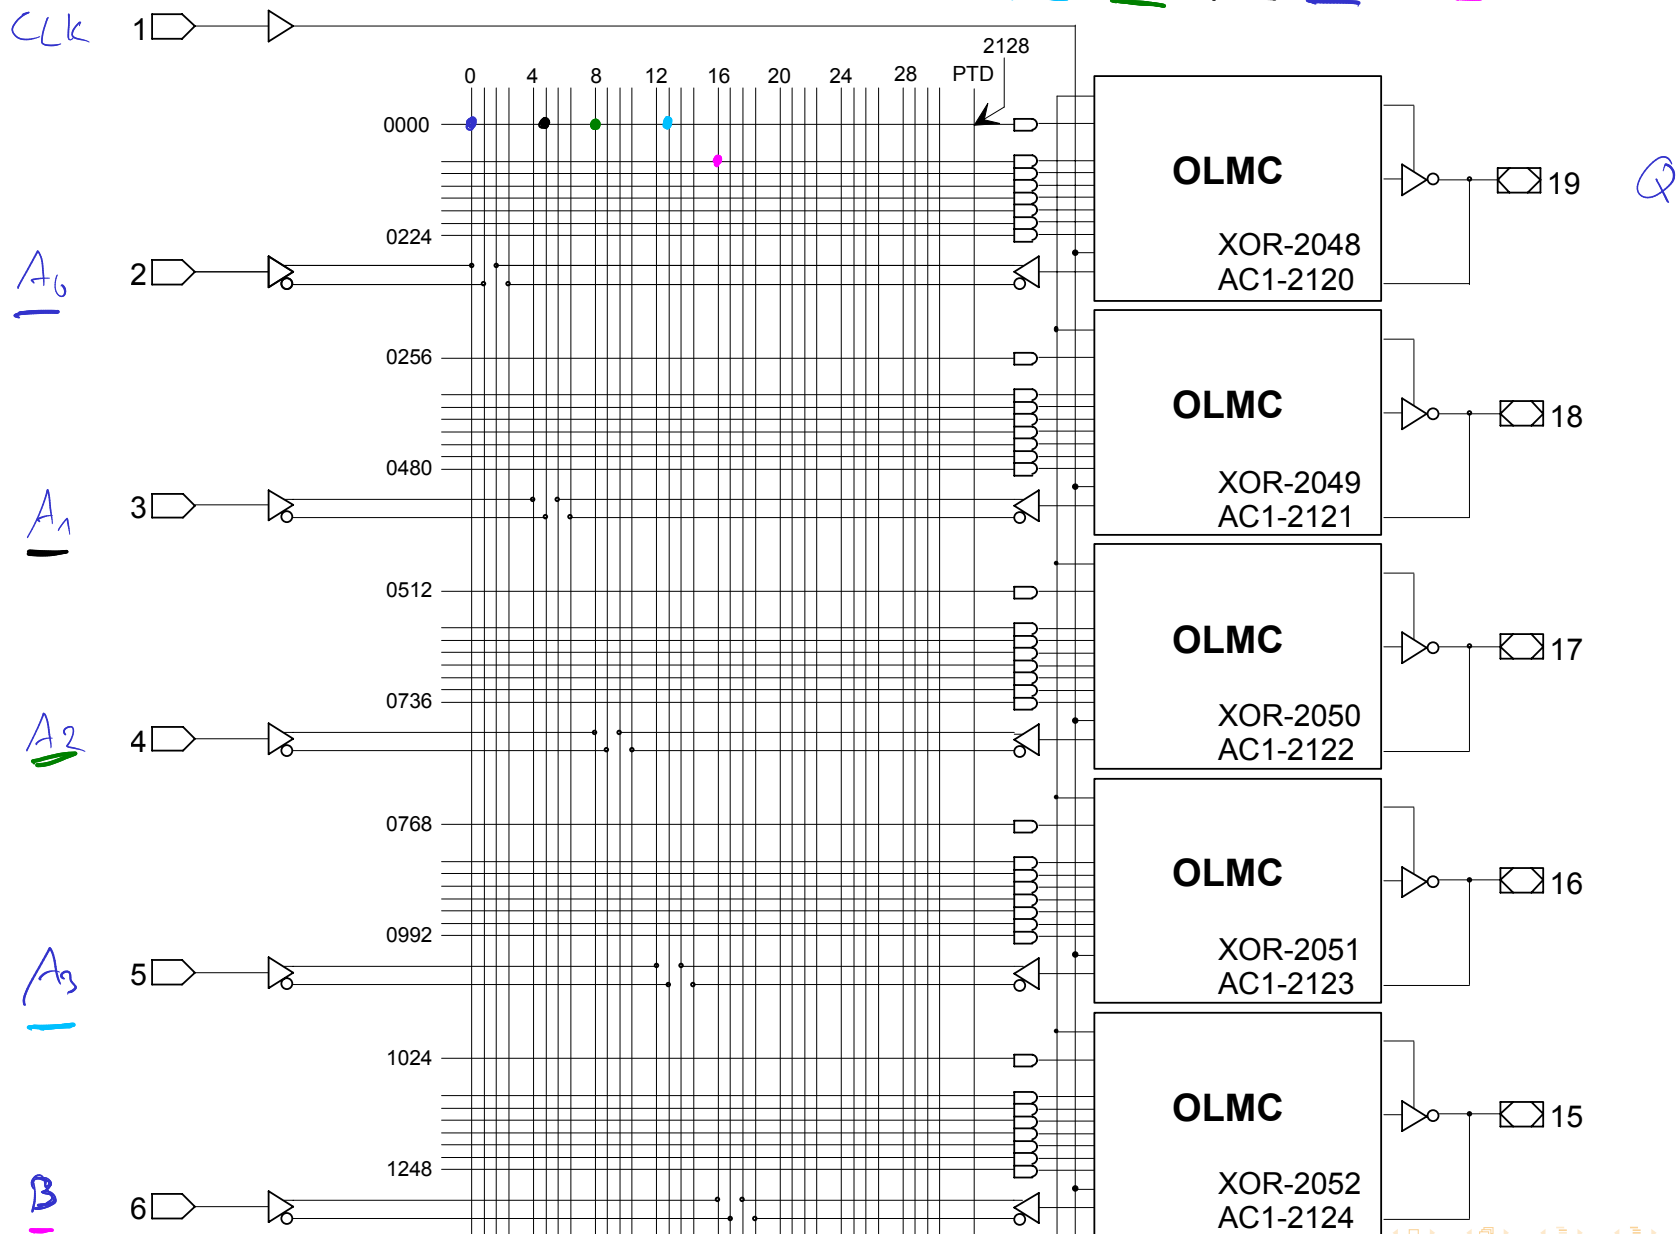 CLK 1
2128
0 4 8 12 16 20 24 28 PTD
0000
OLMC
19 Q
0224
XOR-2048
A0 2
AC1-2120
0256
OLMC
18
0480
XOR-2049
A1 3
AC1-2121
0512
OLMC
17
0736
XOR-2050
A2 4
AC1-2122
0768
OLMC
16
0992
XOR-2051
A3 5
AC1-2123
1024
OLMC
15
1248
XOR-2052
B 6
AC1-2124